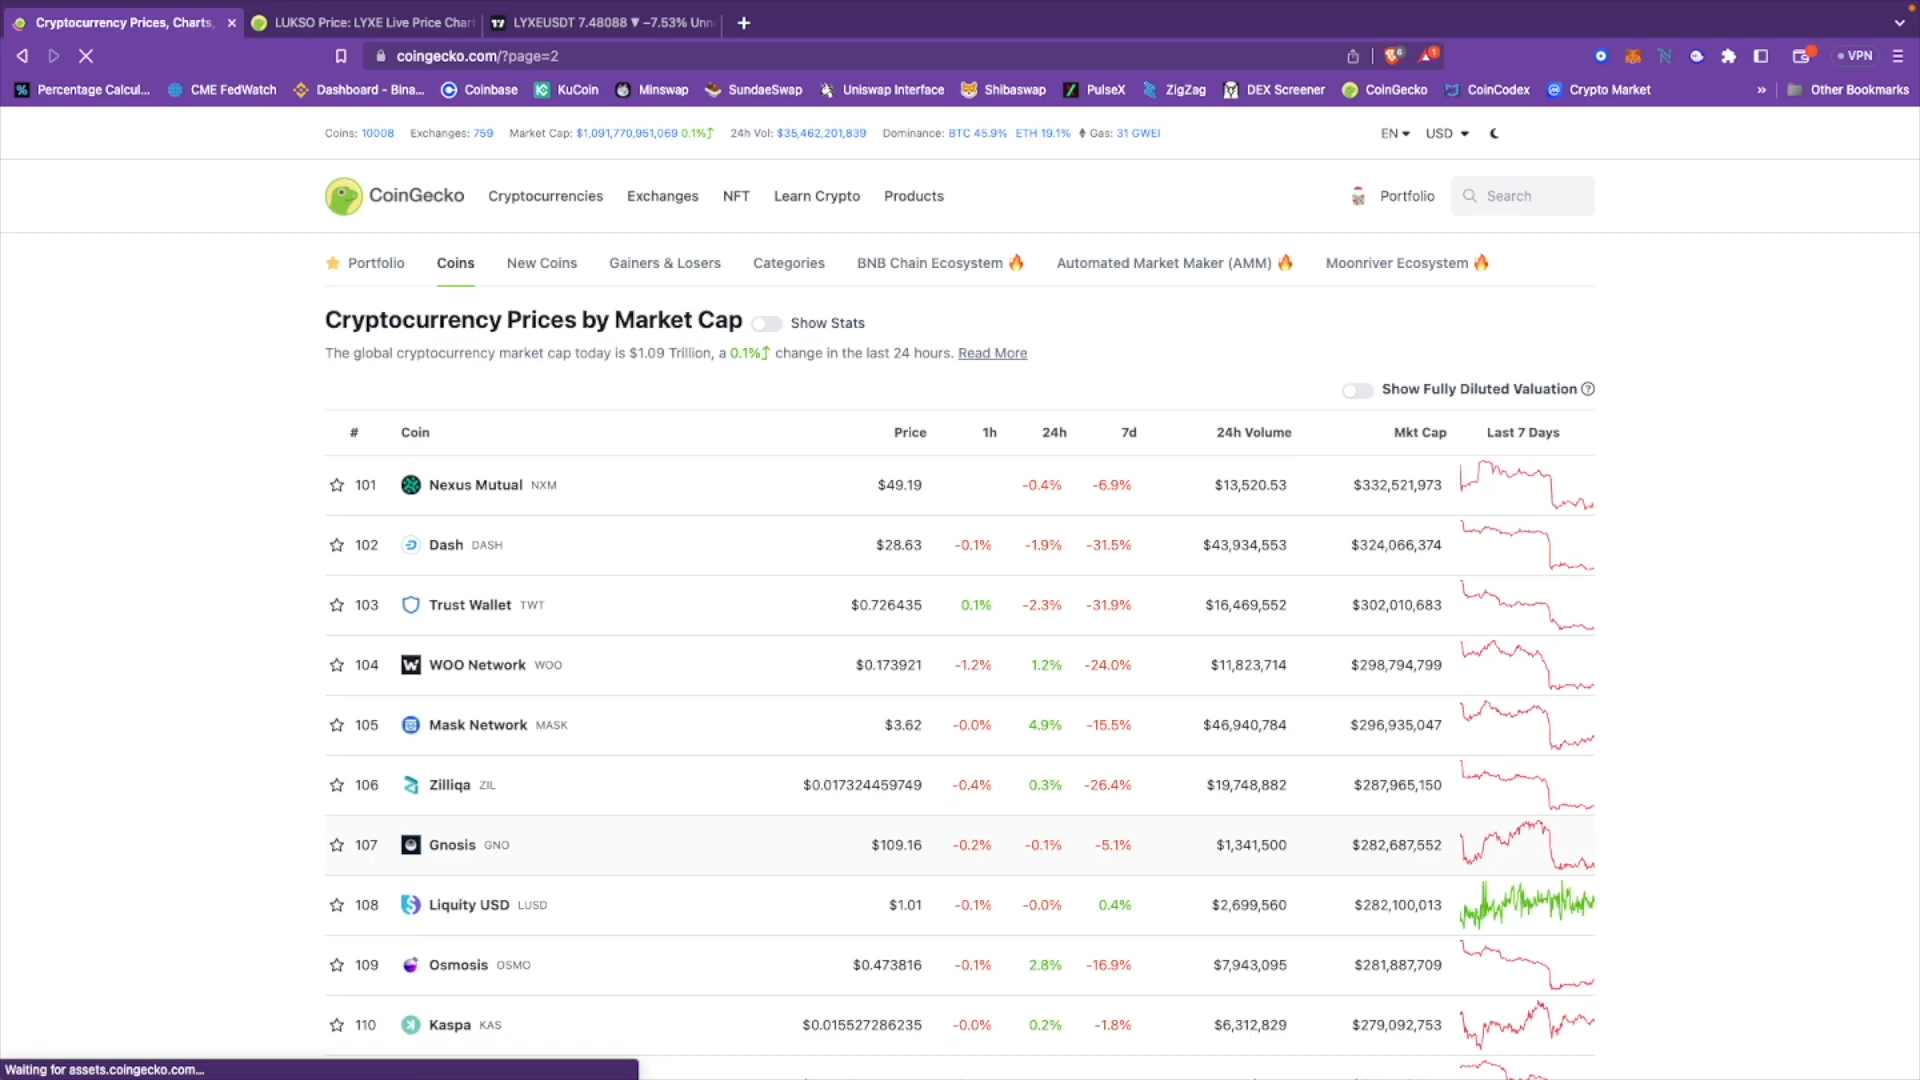 Cryptocurrency Prices, Charts, LUKSO Price: LYXE Live Price Chart LYXEUSDT 7.48088 ▼ −7.53% Unn
coingecko.com/?page=2 6 1 VPN
Percentage Calcul... CME FedWatch Dashboard - Bina... Coinbase KuCoin Minswap SundaeSwap Uniswap Interface Shibaswap PulseX ZigZag DEX Screener CoinGecko CoinCodex Crypto Market » Other Bookmarks
Coins: 10008 Exchanges: 759 Market Cap: $1,091,770,951,069 0.1% 24h Vol: $35,462,201,839 Dominance: BTC 45.9% ETH 19.1% Gas: 31 GWEI EN USD
CoinGecko Cryptocurrencies Exchanges NFT Learn Crypto Products Portfolio Search
Portfolio Coins New Coins Gainers & Losers Categories BNB Chain Ecosystem 🔥 Automated Market Maker (AMM) 🔥 Moonriver Ecosystem 🔥
Cryptocurrency Prices by Market Cap Show Stats
The global cryptocurrency market cap today is $1.09 Trillion, a 0.1% change in the last 24 hours. Read More
Show Fully Diluted Valuation ?
# Coin Price 1h 24h 7d 24h Volume Mkt Cap Last 7 Days
101 Nexus Mutual NXM $49.19 -0.4% -6.9% $13,520.53 $332,521,973
102 Dash DASH $28.63 -0.1% -1.9% -31.5% $43,934,553 $324,066,374
103 Trust Wallet TWT $0.726435 0.1% -2.3% -31.9% $16,469,552 $302,010,683
104 WOO Network WOO $0.173921 -1.2% 1.2% -24.0% $11,823,714 $298,794,799
105 Mask Network MASK $3.62 -0.0% 4.9% -15.5% $46,940,784 $296,935,047
106 Zilliqa ZIL $0.017324459749 -0.4% 0.3% -26.4% $19,748,882 $287,965,150
107 Gnosis GNO $109.16 -0.2% -0.1% -5.1% $1,341,500 $282,687,552
108 Liquity USD LUSD $1.01 -0.1% -0.0% 0.4% $2,699,560 $282,100,013
109 Osmosis OSMO $0.473816 -0.1% 2.8% -16.9% $7,943,095 $281,887,709
110 Kaspa KAS $0.015527286235 -0.0% 0.2% -1.8% $6,312,829 $279,092,753
Waiting for assets.coingecko.com...